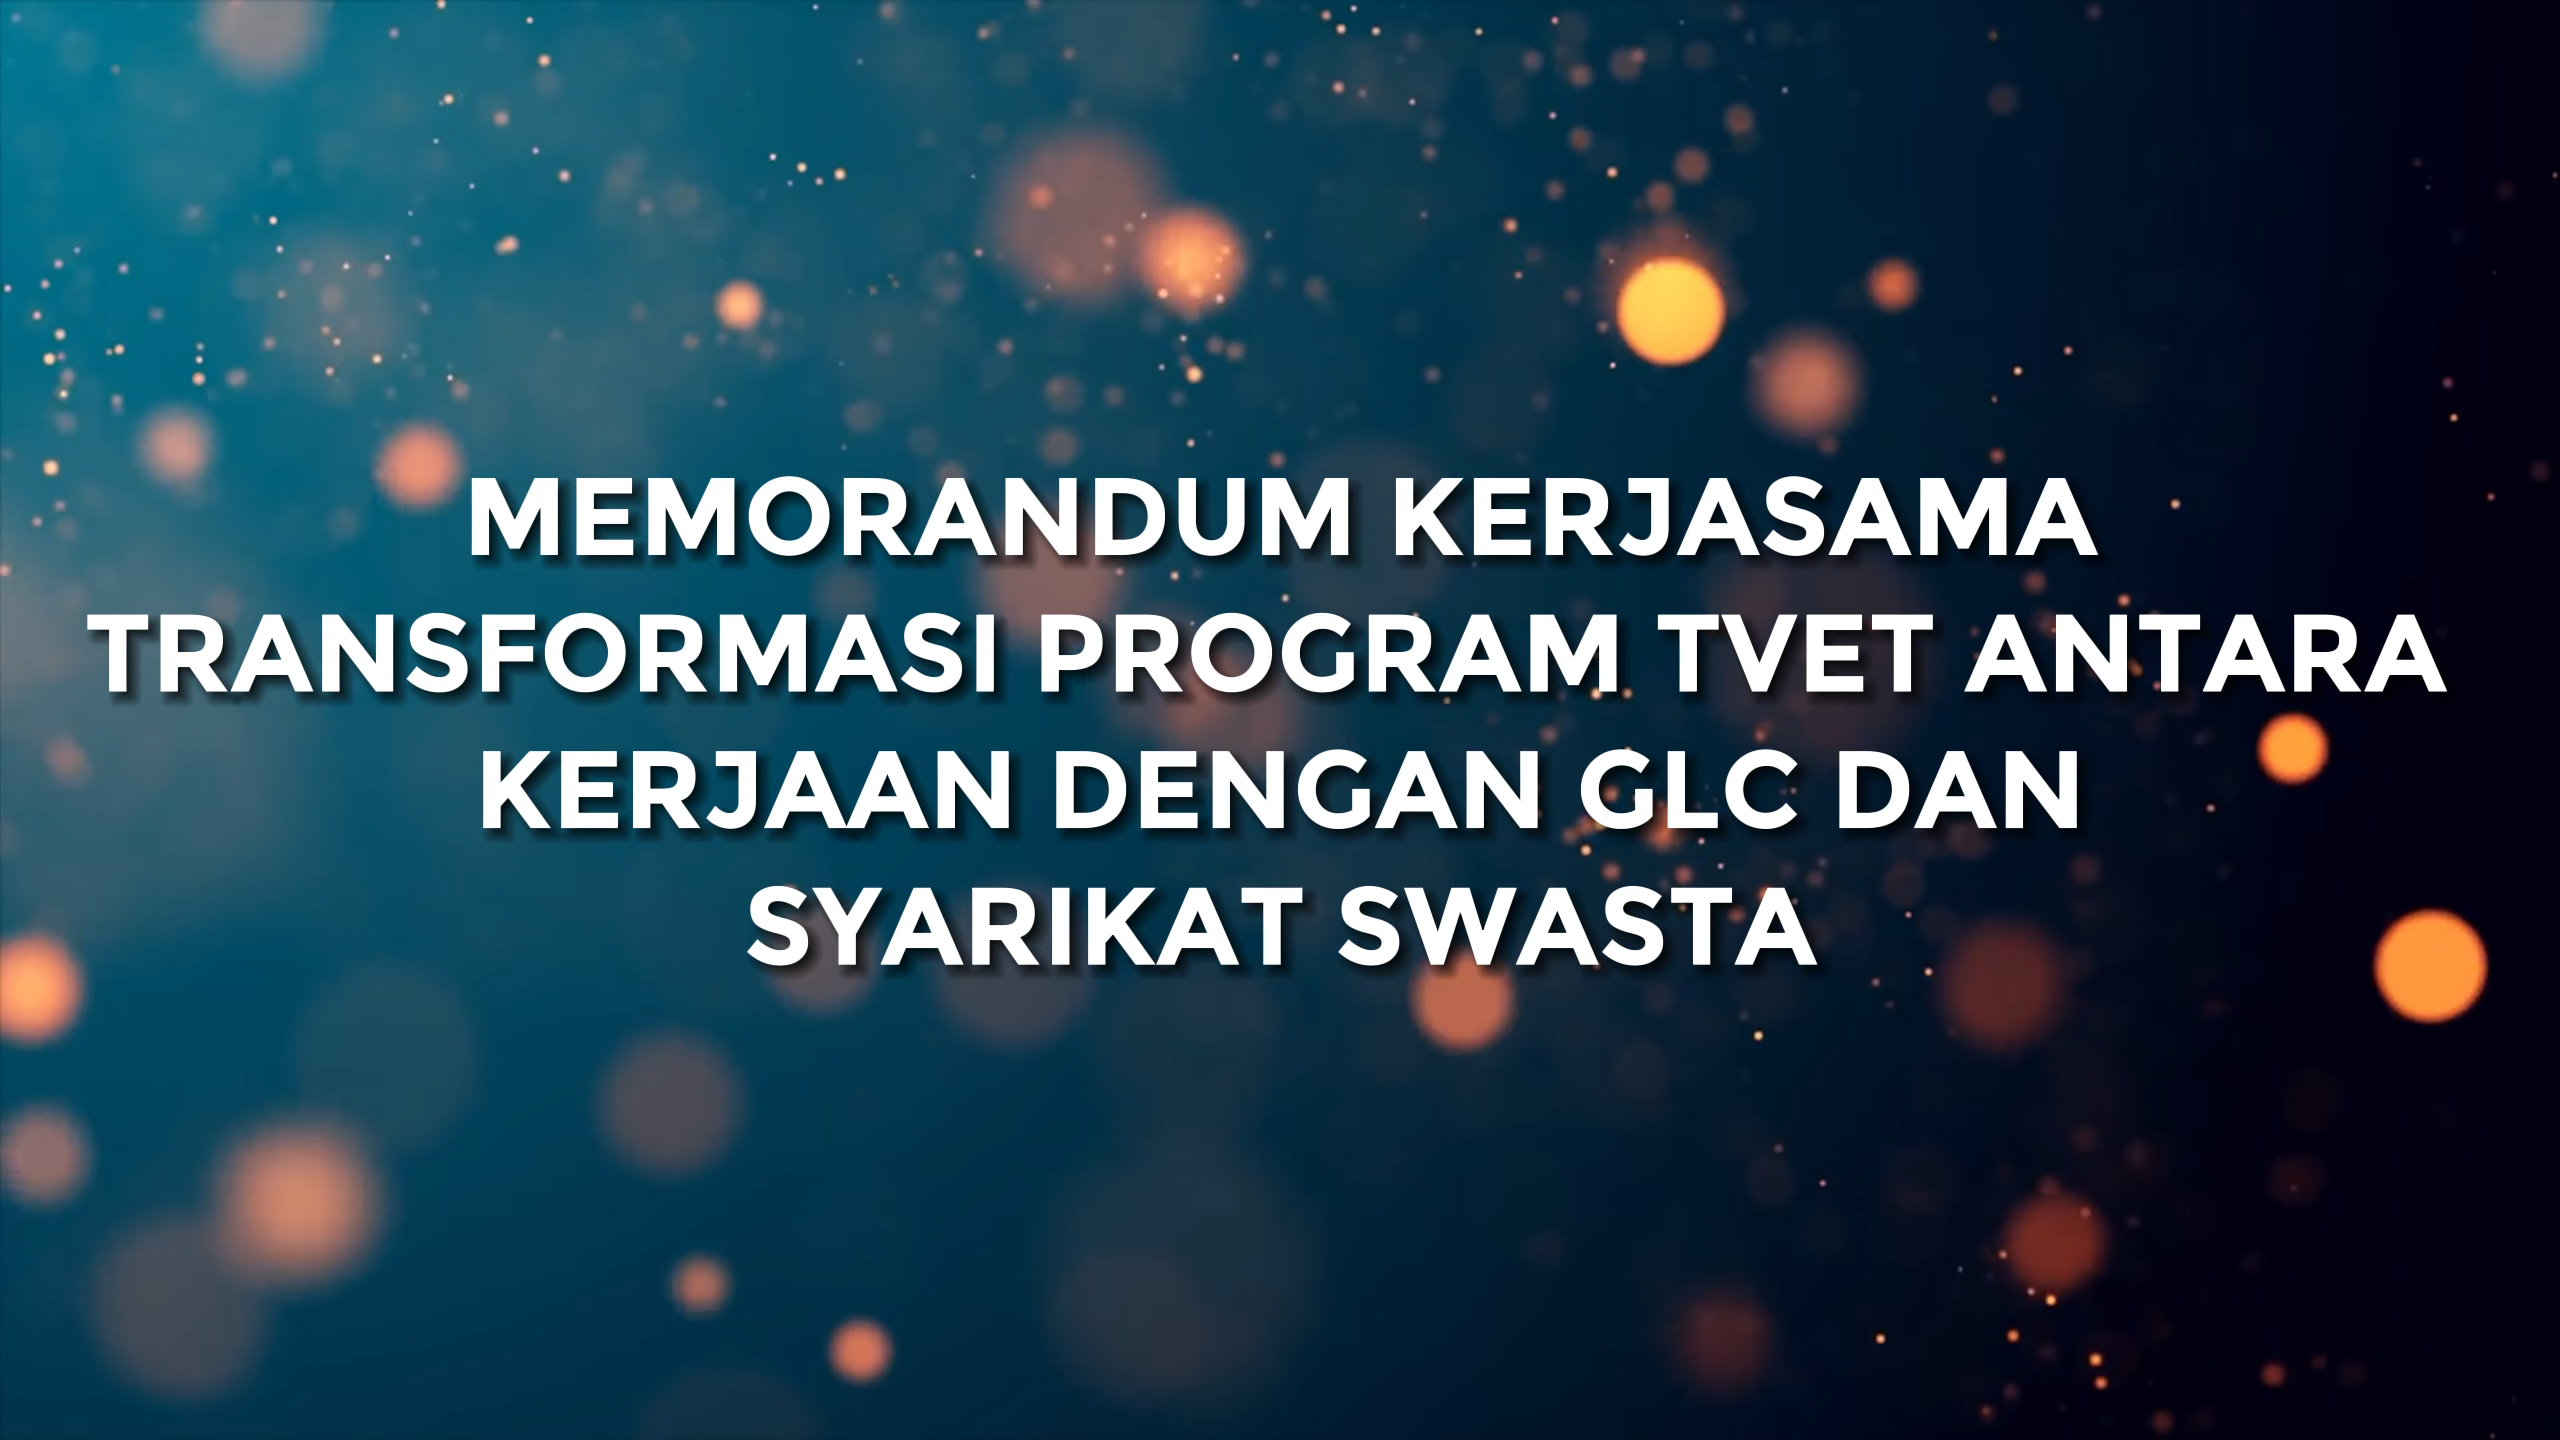 MEMORANDUM KERJASAMA
TRANSFORMASI PROGRAM TVET ANTARA
KERJAAN DENGAN GLC DAN
SYARIKAT SWASTA